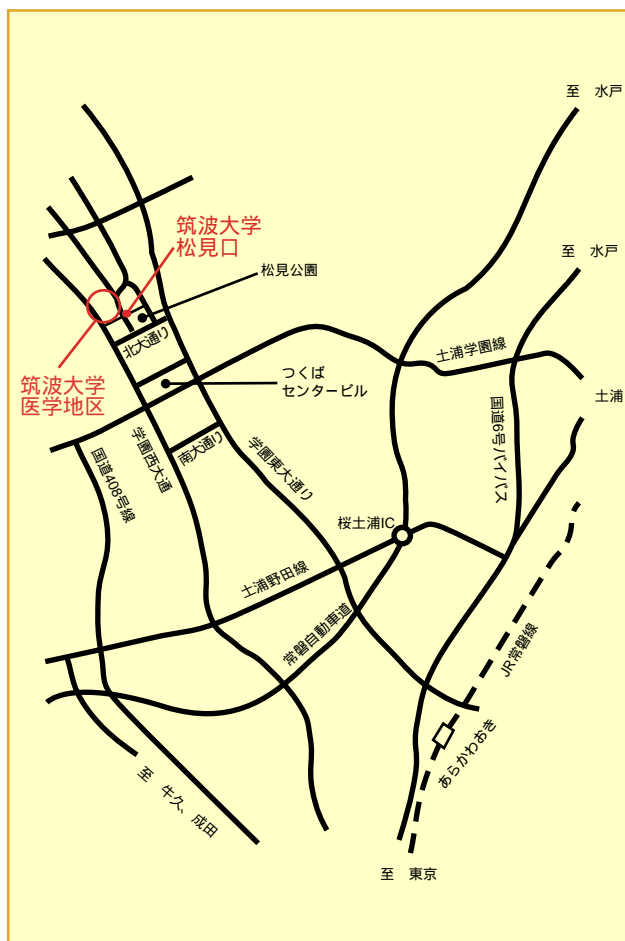 至　水戸
至　水戸
筑波大学
松見口
松見公園
北大通り
土浦学園線
つくば
センタービル
筑波大学
医学地区
土浦
国道6号バイパス
学園西大通
南大通り
学園東大通り
国道408号線
桜土浦IC
土浦野田線
常磐自動車道
JR常磐線
あらかわおき
至　牛久、成田
至　東京